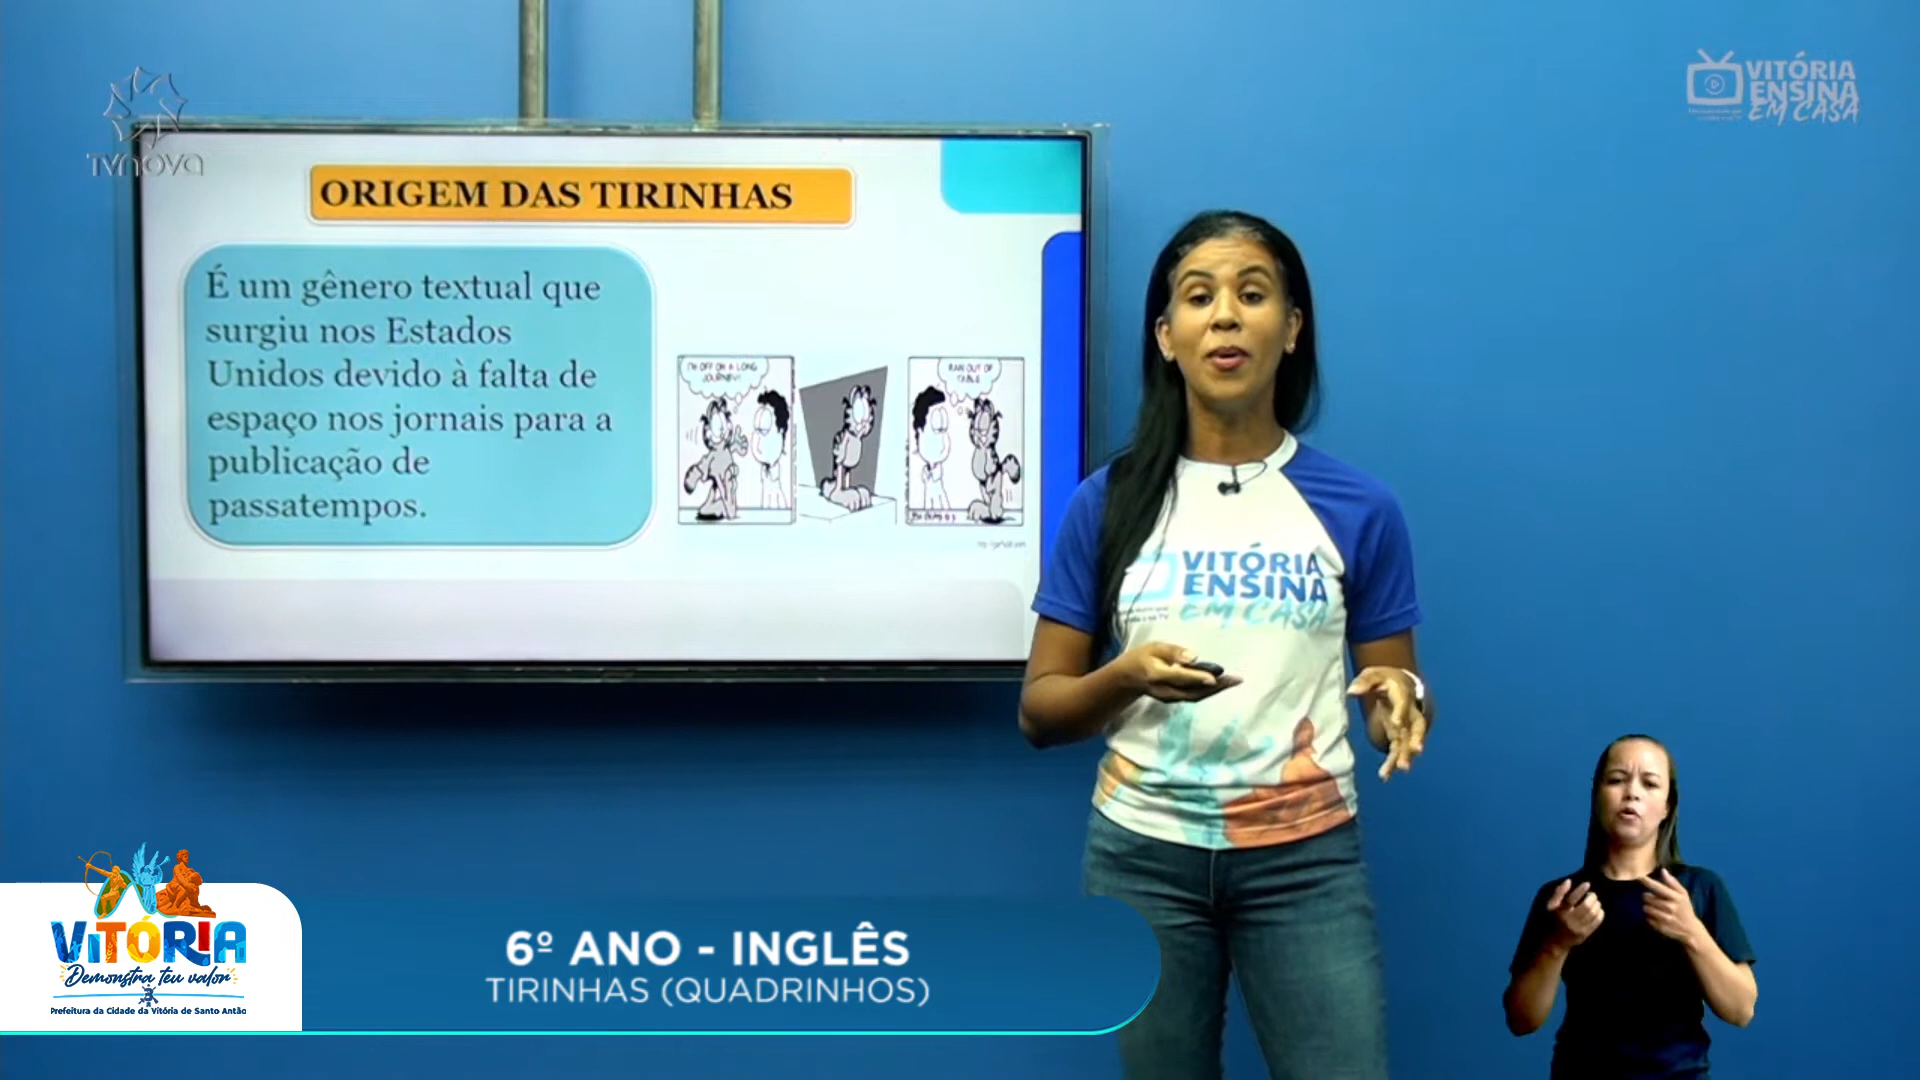 TVNOVA
VITÓRIA
ENSINA
EM CASA
ORIGEM DAS TIRINHAS
É um gênero textual que
surgiu nos Estados
Unidos devido à falta de
espaço nos jornais para a
publicação de
passatempos.
I'M OFF ON A LONG
JOURNEY!
RAN OUT OF
TABLE
VITÓRIA
ENSINA
EM CASA
VITÓRIA
Demonstra teu valor
Prefeitura da Cidade da Vitória de Santo Antão
6º ANO - INGLÊS
TIRINHAS (QUADRINHOS)